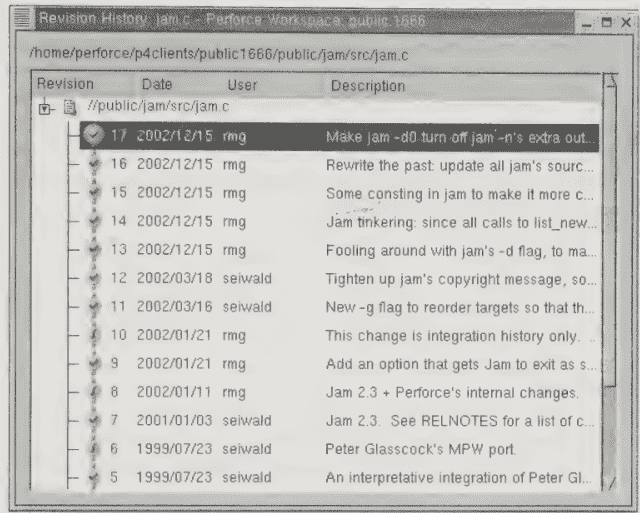 Revision History: jam.c - Perforce Workspace: public:1666
/home/perforce/p4clients/public1666/public/jam/src/jam.c
Revision Date User Description
//public/jam/src/jam.c
17 2002/12/15 rmg Make jam -d0 turn off jam -n's extra out...
16 2002/12/15 rmg Rewrite the past: update all jam's sourc...
15 2002/12/15 rmg Some consting in jam to make it more c...
14 2002/12/15 rmg Jam tinkering: since all calls to list_new...
13 2002/12/15 rmg Fooling around with jam's -d flag, to ma...
12 2002/03/18 seiwald Tighten up jam's copyright message, so...
11 2002/03/16 seiwald New -g flag to reorder targets so that th...
10 2002/01/21 rmg This change is integration history only.
9 2002/01/21 rmg Add an option that gets Jam to exit as s...
8 2002/01/11 rmg Jam 2.3 + Perforce's internal changes.
7 2001/01/03 seiwald Jam 2.3. See RELNOTES for a list of c...
6 1999/07/23 seiwald Peter Glasscock's MPW port.
5 1999/07/23 seiwald An interpretative integration of Peter Gl...